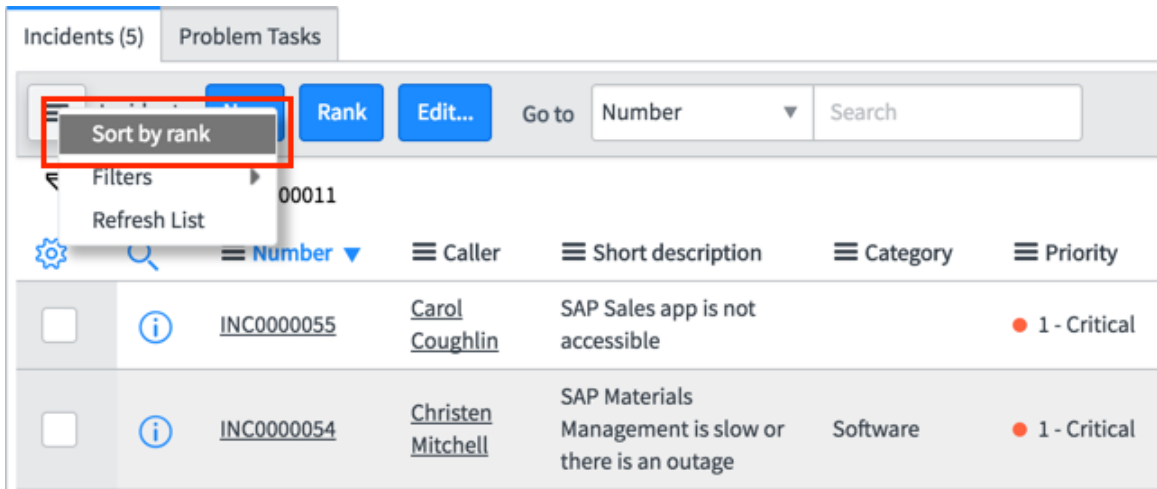 Incidents (5) Problem Tasks
Rank Edit... Go to Number Search
Sort by rank
Filters
00011
Refresh List
Number Caller Short description Category Priority
INC0000055 Carol Coughlin SAP Sales app is not accessible 1 - Critical
INC0000054 Christen Mitchell SAP Materials Management is slow or there is an outage Software 1 - Critical